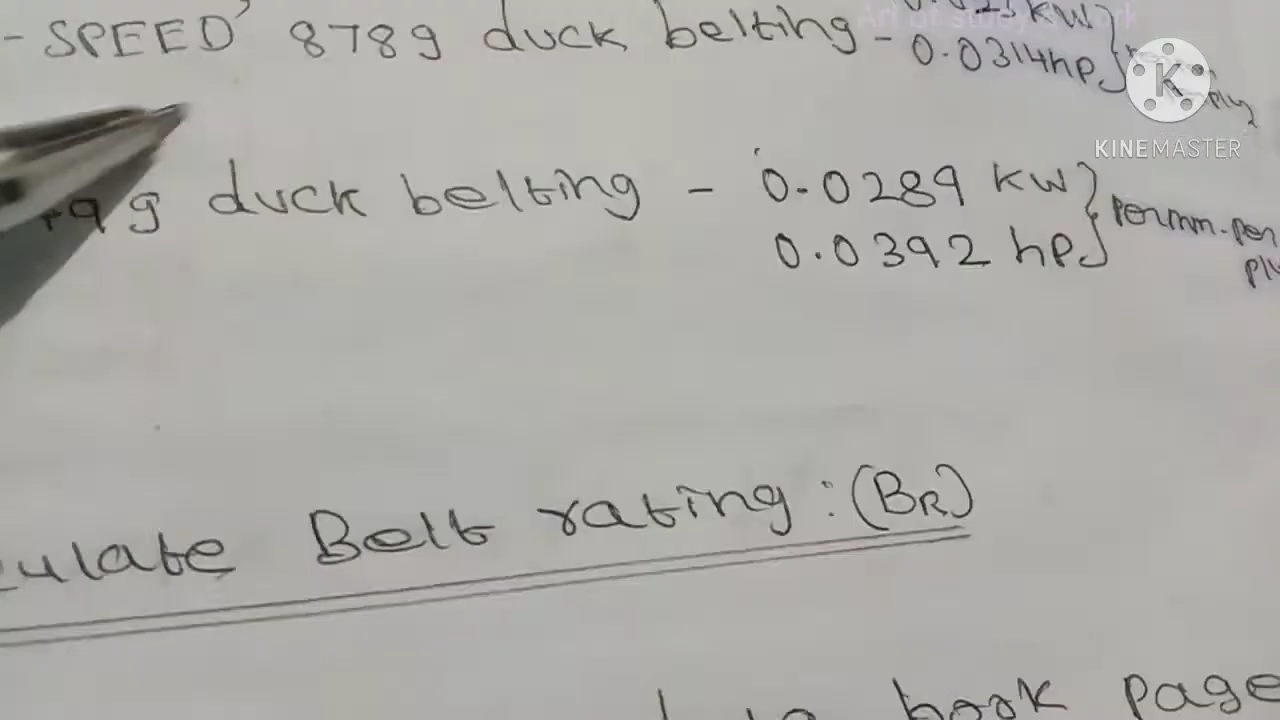 - SPEED' 878g duck belting -
0.0314hp
KINEMASTER
g duck belting - 0.0289 KW
0.0392 hp
per mm. per
ply
Belt rating : (BR)
book page